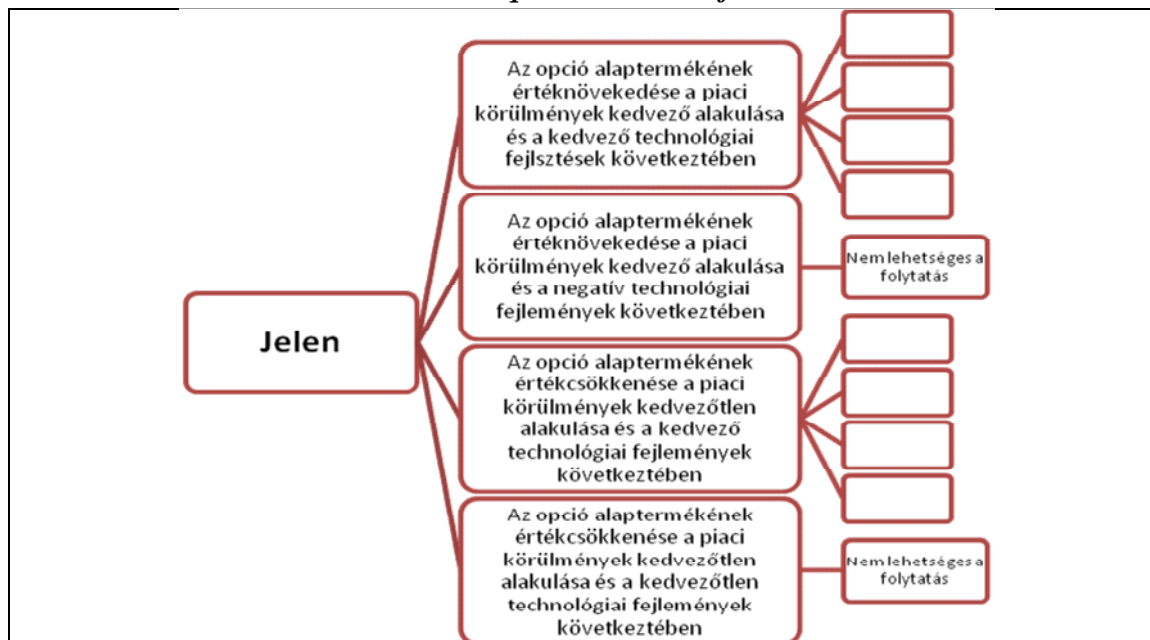 Az opció alaptermékének
értéknövekedése a piaci
körülmények kedvező alakulása
és a kedvező technológiai
fejlsztések következtében
Az opció alaptermékének
értéknövekedése a piaci
körülmények kedvező alakulása
és a negatív technológiai
fejlemények következtében
Nem lehetséges a
folytatás
Jelen
Az opció alaptermékének
értékcsökkenése a piaci
körülmények kedvezőtlen
alakulása és a kedvező
technológiai fejlemények
következtében
Az opció alaptermékének
értékcsökkenése a piaci
körülmények kedvezőtlen
alakulása és a kedvezőtlen
technológiai fejlemények
következtében
Nem lehetséges a
folytatás